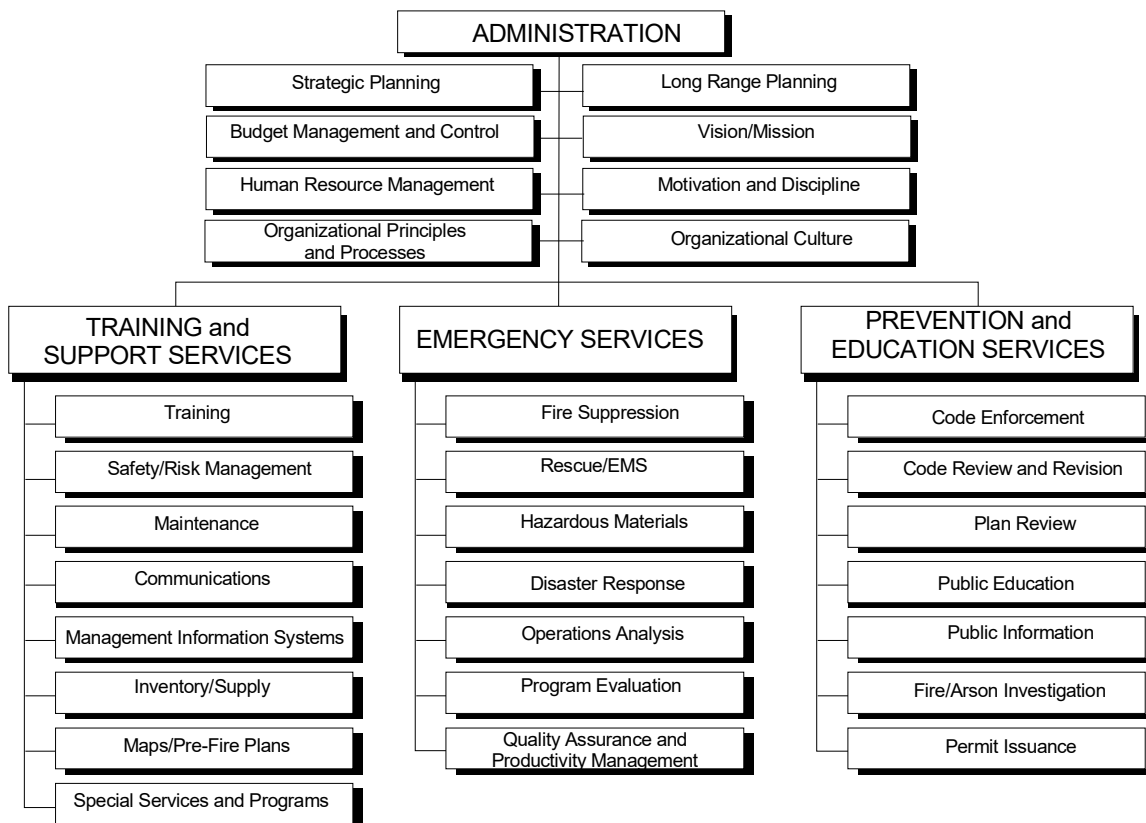 ADMINISTRATION
Strategic Planning
Long Range Planning
Budget Management and Control
Vision/Mission
Human Resource Management
Motivation and Discipline
Organizational Principles
and Processes
Organizational Culture
TRAINING and
SUPPORT SERVICES
Training
Safety/Risk Management
Maintenance
Communications
Management Information Systems
Inventory/Supply
Maps/Pre-Fire Plans
Special Services and Programs
EMERGENCY SERVICES
Fire Suppression
Rescue/EMS
Hazardous Materials
Disaster Response
Operations Analysis
Program Evaluation
Quality Assurance and
Productivity Management
PREVENTION and
EDUCATION SERVICES
Code Enforcement
Code Review and Revision
Plan Review
Public Education
Public Information
Fire/Arson Investigation
Permit Issuance